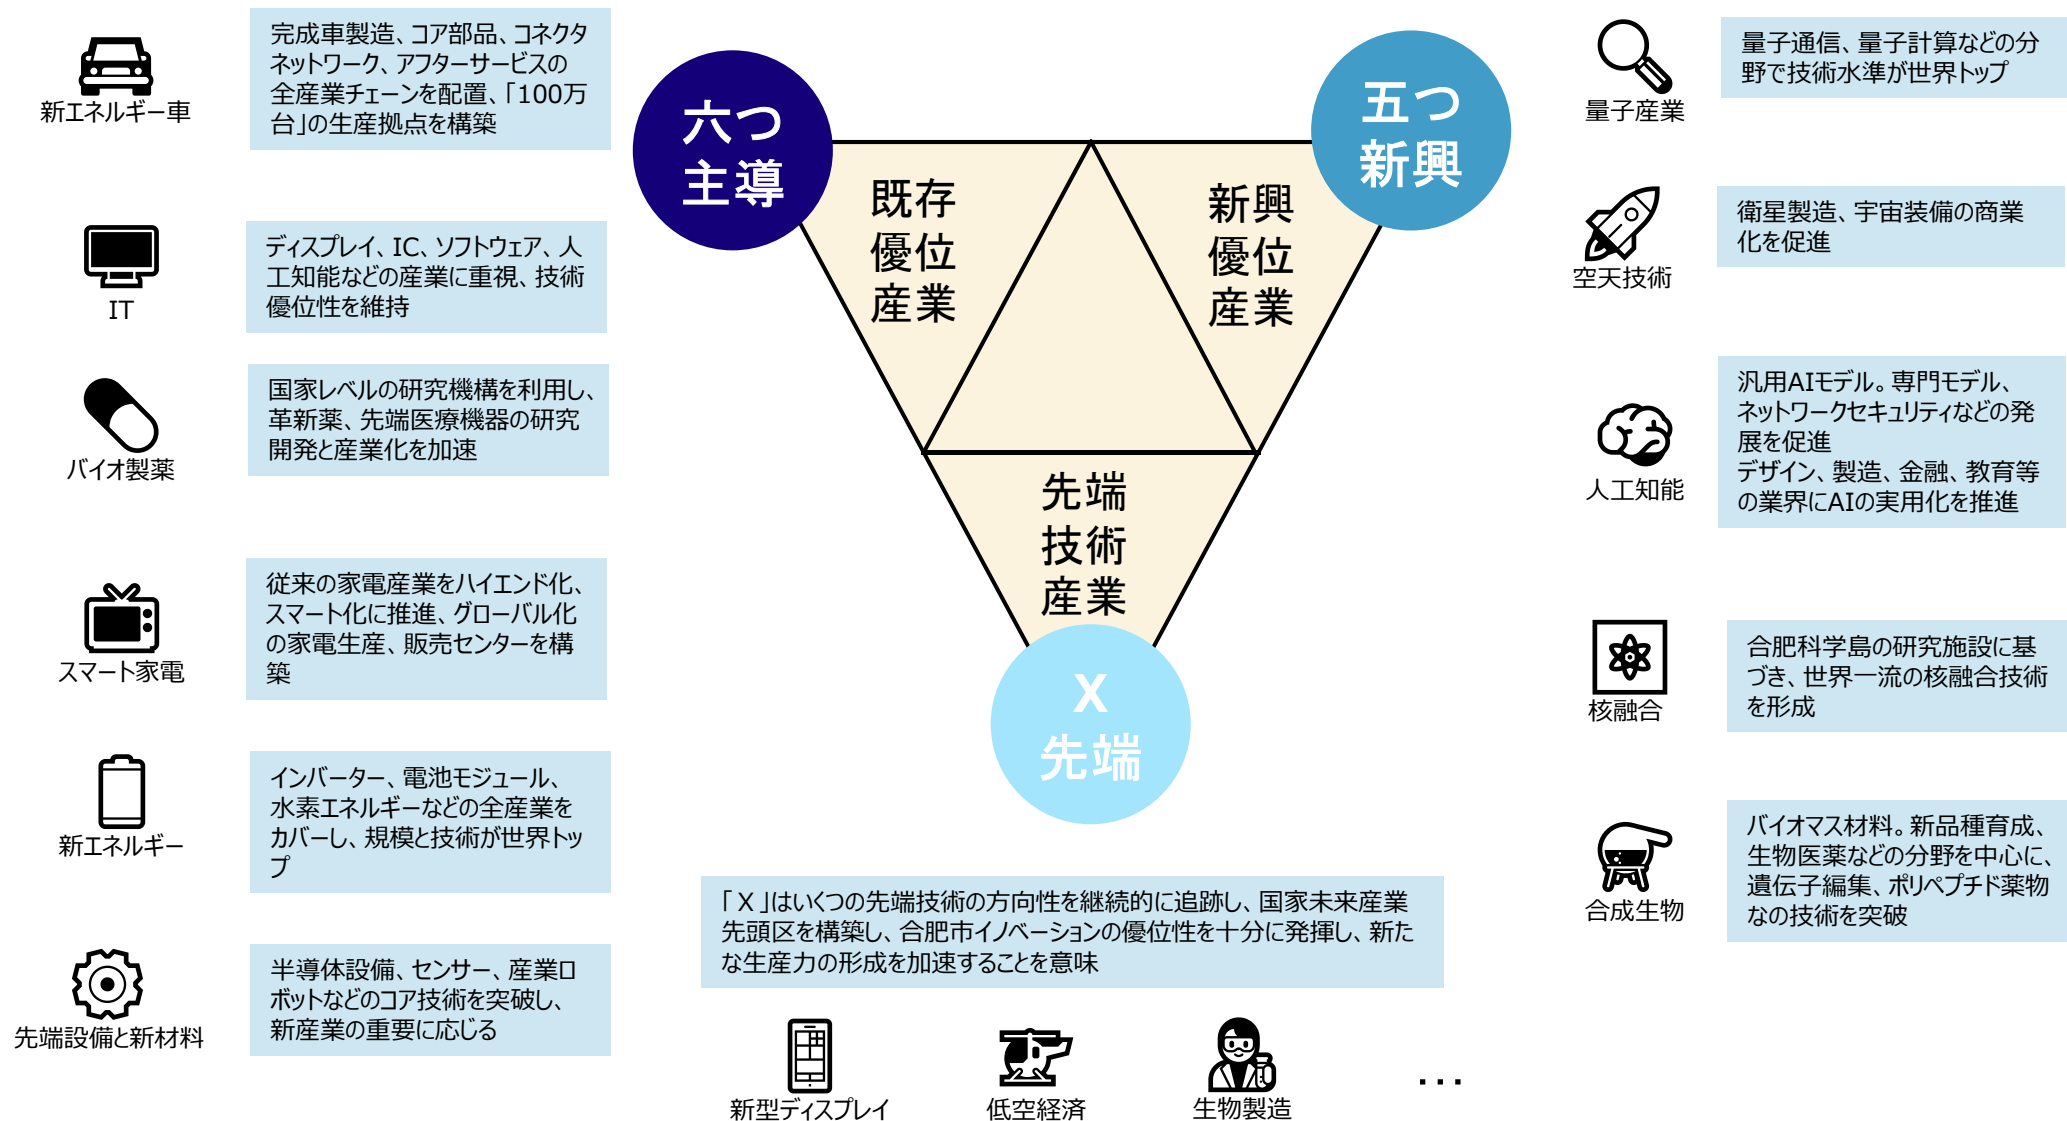 新エネルギー車
完成車製造、コア部品、コネクタ
ネットワーク、アフターサービスの
全産業チェーンを配置、「100万
台」の生産拠点を構築
IT
ディスプレイ、IC、ソフトウェア、人
工知能などの産業に重視、技術
優位性を維持
バイオ製薬
国家レベルの研究機構を利用し、
革新薬、先端医療機器の研究
開発と産業化を加速
スマート家電
従来の家電産業をハイエンド化、
スマート化に推進、グローバル化
の家電生産、販売センターを構
築
新エネルギー
インバーター、電池モジュール、
水素エネルギーなどの全産業を
カバーし、規模と技術が世界トッ
プ
先端設備と新材料
半導体設備、センサー、産業ロ
ボットなどのコア技術を突破し、
新産業の重要に応じる
六つ
主導
既存
優位
産業
五つ
新興
新興
優位
産業
先端
技術
産業
X
先端
「X」はいくつの先端技術の方向性を継続的に追跡し、国家未来産業
先頭区を構築し、合肥市イノベーションの優位性を十分に発揮し、新た
な生産力の形成を加速することを意味
新型ディスプレイ
低空経済
生物製造
…
量子産業
量子通信、量子計算などの分
野で技術水準が世界トップ
空天技術
衛星製造、宇宙装備の商業
化を促進
人工知能
汎用AIモデル。専門モデル、
ネットワークセキュリティなどの発
展を促進
デザイン、製造、金融、教育等
の業界にAIの実用化を推進
核融合
合肥科学島の研究施設に基
づき、世界一流の核融合技術
を形成
合成生物
バイオマス材料。新品種育成、
生物医薬などの分野を中心に、
遺伝子編集、ポリペプチド薬物
なの技術を突破